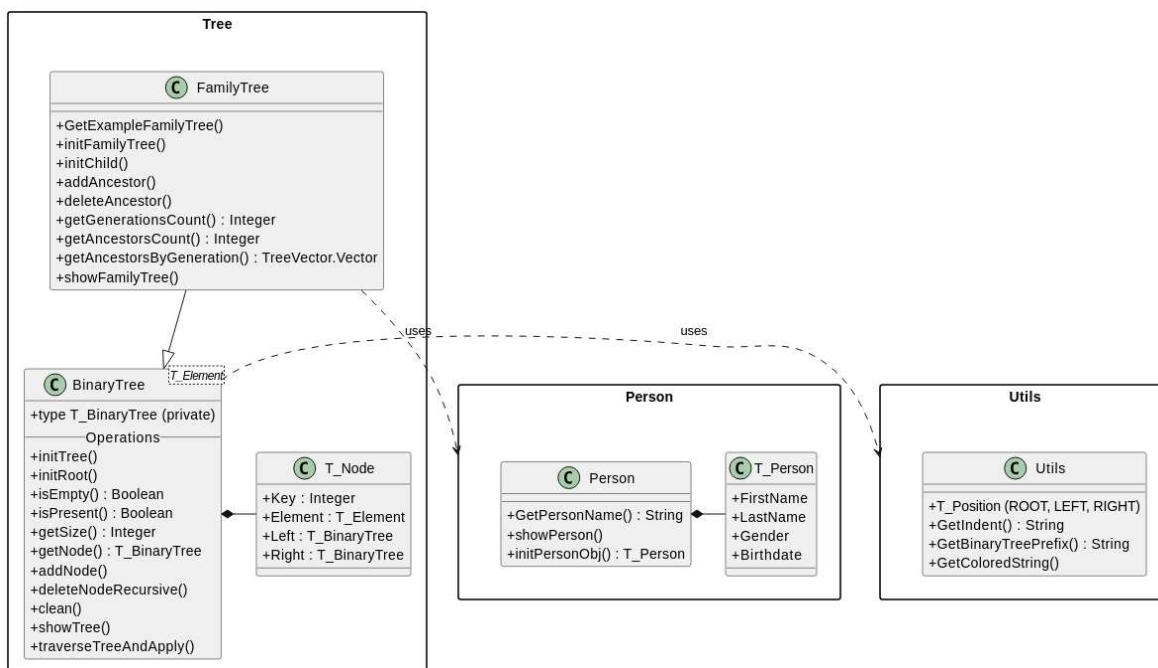 Tree
C FamilyTree
+GetExampleFamilyTree()
+initFamilyTree()
+initChild()
+addAncestor()
+deleteAncestor()
+getGenerationsCount() : Integer
+getAncestorsCount() : Integer
+getAncestorsByGeneration() : TreeVector.Vector
+showFamilyTree()
uses
uses
T_Element
C BinaryTree
+type T_BinaryTree (private)
Operations
+initTree()
+initRoot()
+isEmpty() : Boolean
+isPresent() : Boolean
+getSize() : Integer
+getNode() : T_BinaryTree
+addNode()
+deleteNodeRecursive()
+clean()
+showTree()
+traverseTreeAndApply()
C T_Node
+Key : Integer
+Element : T_Element
+Left : T_BinaryTree
+Right : T_BinaryTree
Person
C Person
+GetPersonName() : String
+showPerson()
+initPersonObj() : T_Person
C T_Person
+FirstName
+LastName
+Gender
+Birthdate
Utils
C Utils
+T_Position (ROOT, LEFT, RIGHT)
+GetIndent() : String
+GetBinaryTreePrefix() : String
+GetColoredString()